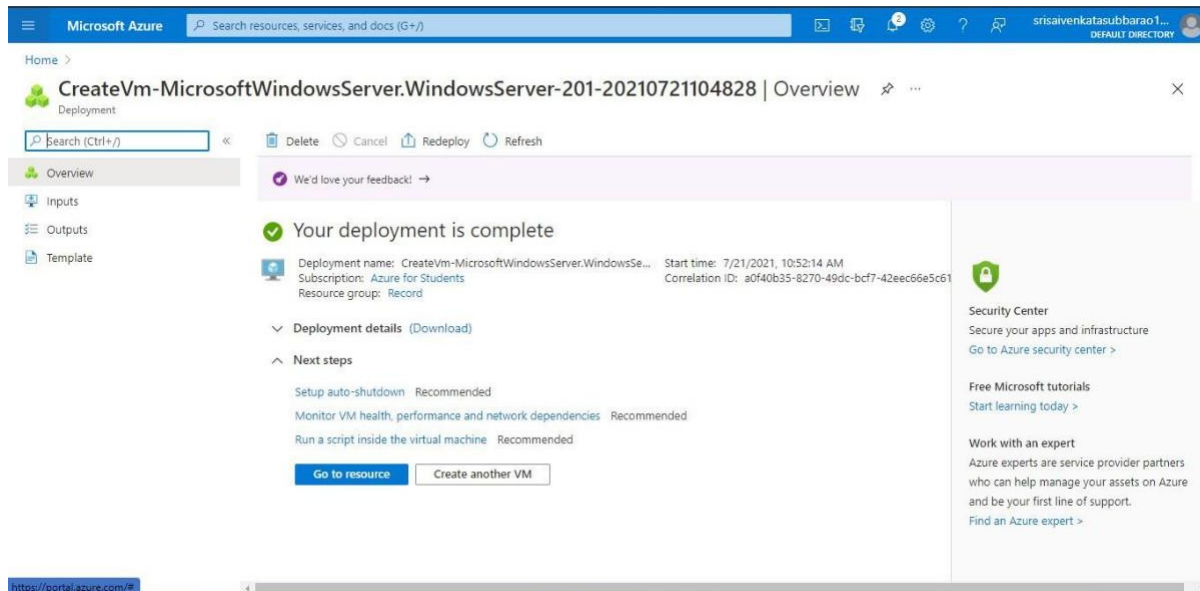 Microsoft Azure
Search resources, services, and docs (G+/)
2
srisaivenkatasubbarao1...
DEFAULT DIRECTORY
Home >
CreateVm-MicrosoftWindowsServer.WindowsServer-201-20210721104828 | Overview
Deployment
Search (Ctrl+/)
Delete Cancel Redeploy Refresh
Overview
Inputs
Outputs
Template
We'd love your feedback! →
Your deployment is complete
Deployment name: CreateVm-MicrosoftWindowsServer.WindowsSe... Start time: 7/21/2021, 10:52:14 AM
Subscription: Azure for Students Correlation ID: a0f40b35-8270-49dc-bcf7-42eec66e5c61
Resource group: Record
Deployment details (Download)
Next steps
Setup auto-shutdown Recommended
Monitor VM health, performance and network dependencies Recommended
Run a script inside the virtual machine Recommended
Go to resource Create another VM
Security Center
Secure your apps and infrastructure
Go to Azure security center >
Free Microsoft tutorials
Start learning today >
Work with an expert
Azure experts are service provider partners
who can help manage your assets on Azure
and be your first line of support.
Find an Azure expert >
https://portal.azure.com/#